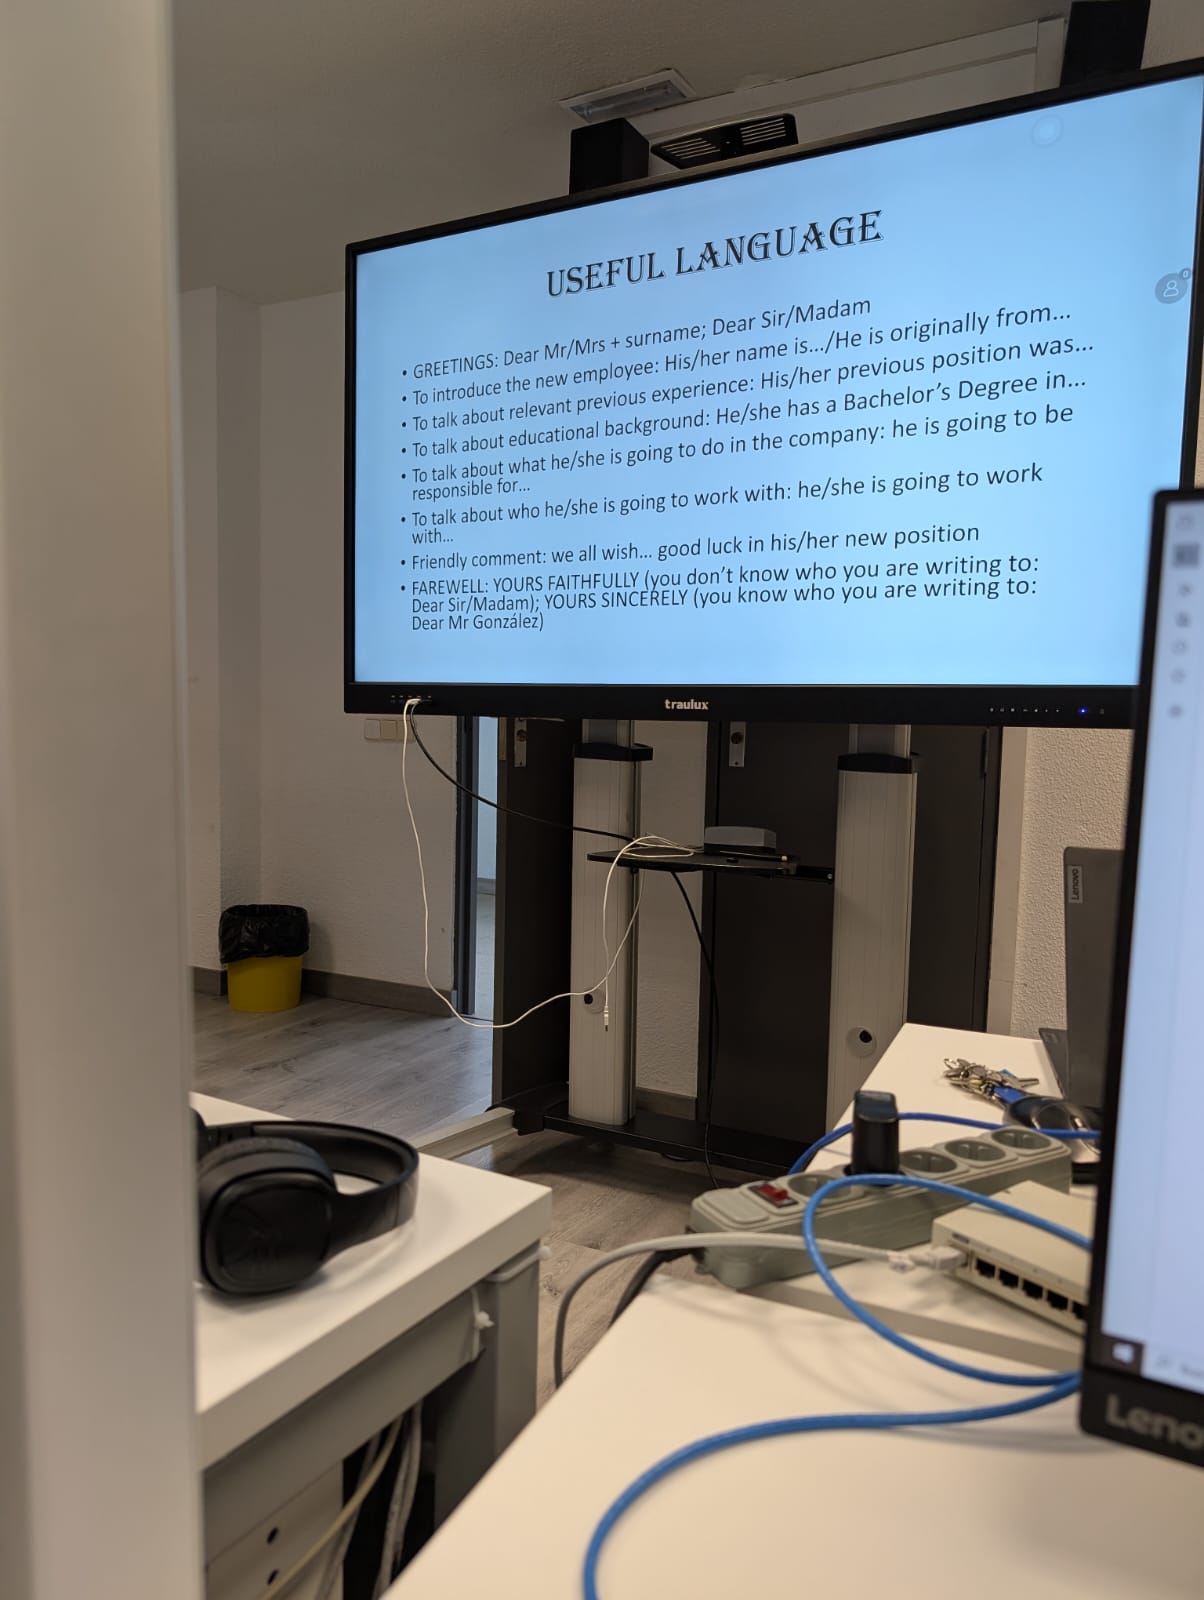 USEFUL LANGUAGE
• GREETINGS: Dear Mr/Mrs + surname; Dear Sir/Madam
• To introduce the new employee: His/her name is.../He is originally from...
• To talk about relevant previous experience: His/her previous position was...
• To talk about educational background: He/she has a Bachelor's Degree in...
• To talk about what he/she is going to do in the company: he is going to be
responsible for...
• To talk about who he/she is going to work with: he/she is going to work
with...
• Friendly comment: we all wish... good luck in his/her new position
• FAREWELL: YOURS FAITHFULLY (you don't know who you are writing to:
Dear Sir/Madam); YOURS SINCERELY (you know who you are writing to:
Dear Mr González)
traulux
Lenovo
Leno